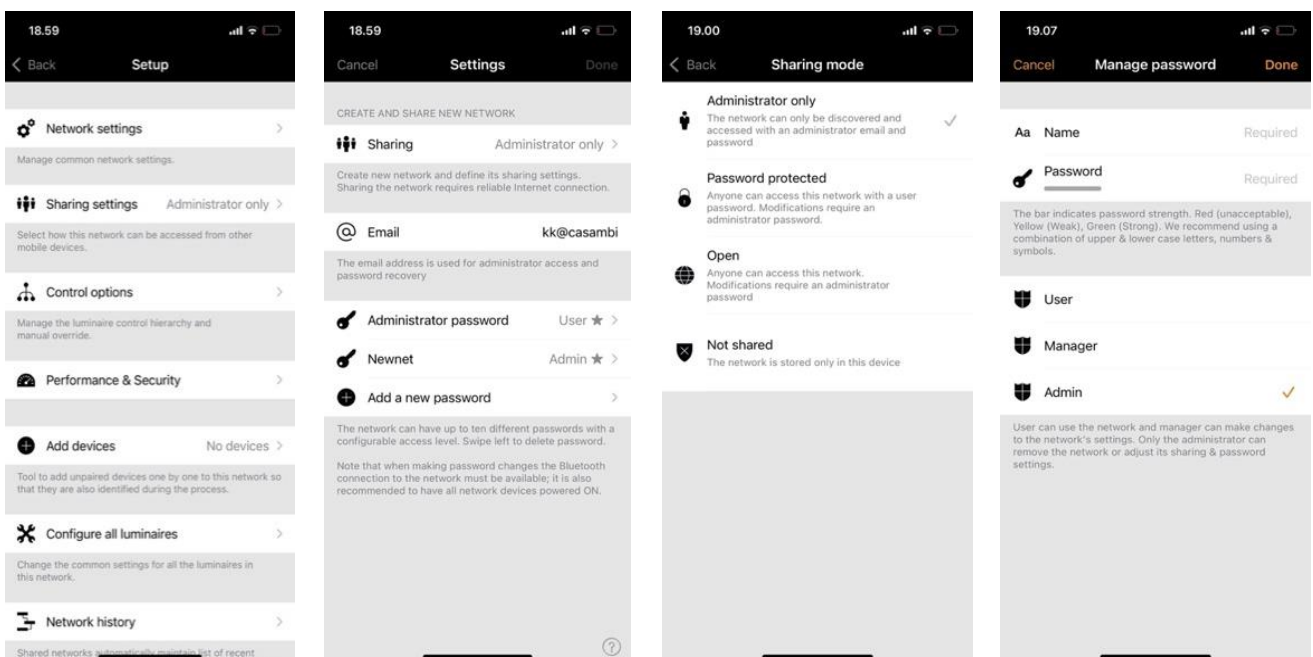 18.59
Back
Setup
Network settings
Manage common network settings.
Sharing settings Administrator only
Select how this network can be accessed from other
mobile devices.
Control options
Manage the luminaire control hierarchy and
manual override.
Performance & Security
Add devices No devices
Tool to add unpaired devices one by one to this network so
that they are also identified during the process.
Configure all luminaires
Change the common settings for all the luminaires in
this network.
Network history
Shared networks automatically maintain list of recent
18.59
Cancel
Settings
Done
CREATE AND SHARE NEW NETWORK
Sharing Administrator only
Create new network and define its sharing settings.
Sharing the network requires reliable Internet connection.
Email kk@casambi
The email address is used for administrator access and
password recovery
Administrator password User ★
Newnet Admin ★
Add a new password
The network can have up to ten different passwords with a
configurable access level. Swipe left to delete password.
Note that when making password changes the Bluetooth
connection to the network must be available; it is also
recommended to have all network devices powered ON.
?
19.00
Back
Sharing mode
Administrator only
The network can only be discovered and
accessed with an administrator email and
password
Password protected
Anyone can access this network with a user
password. Modifications require an
administrator password.
Open
Anyone can access this network.
Modifications require an administrator
password
Not shared
The network is stored only in this device
19.07
Cancel
Manage password
Done
Aa Name Required
Password Required
The bar indicates password strength. Red (unacceptable),
Yellow (Weak), Green (Strong). We recommend using a
combination of upper & lower case letters, numbers &
symbols.
User
Manager
Admin
User can use the network and manager can make changes
to the network's settings. Only the administrator can
remove the network or adjust its sharing & password
settings.